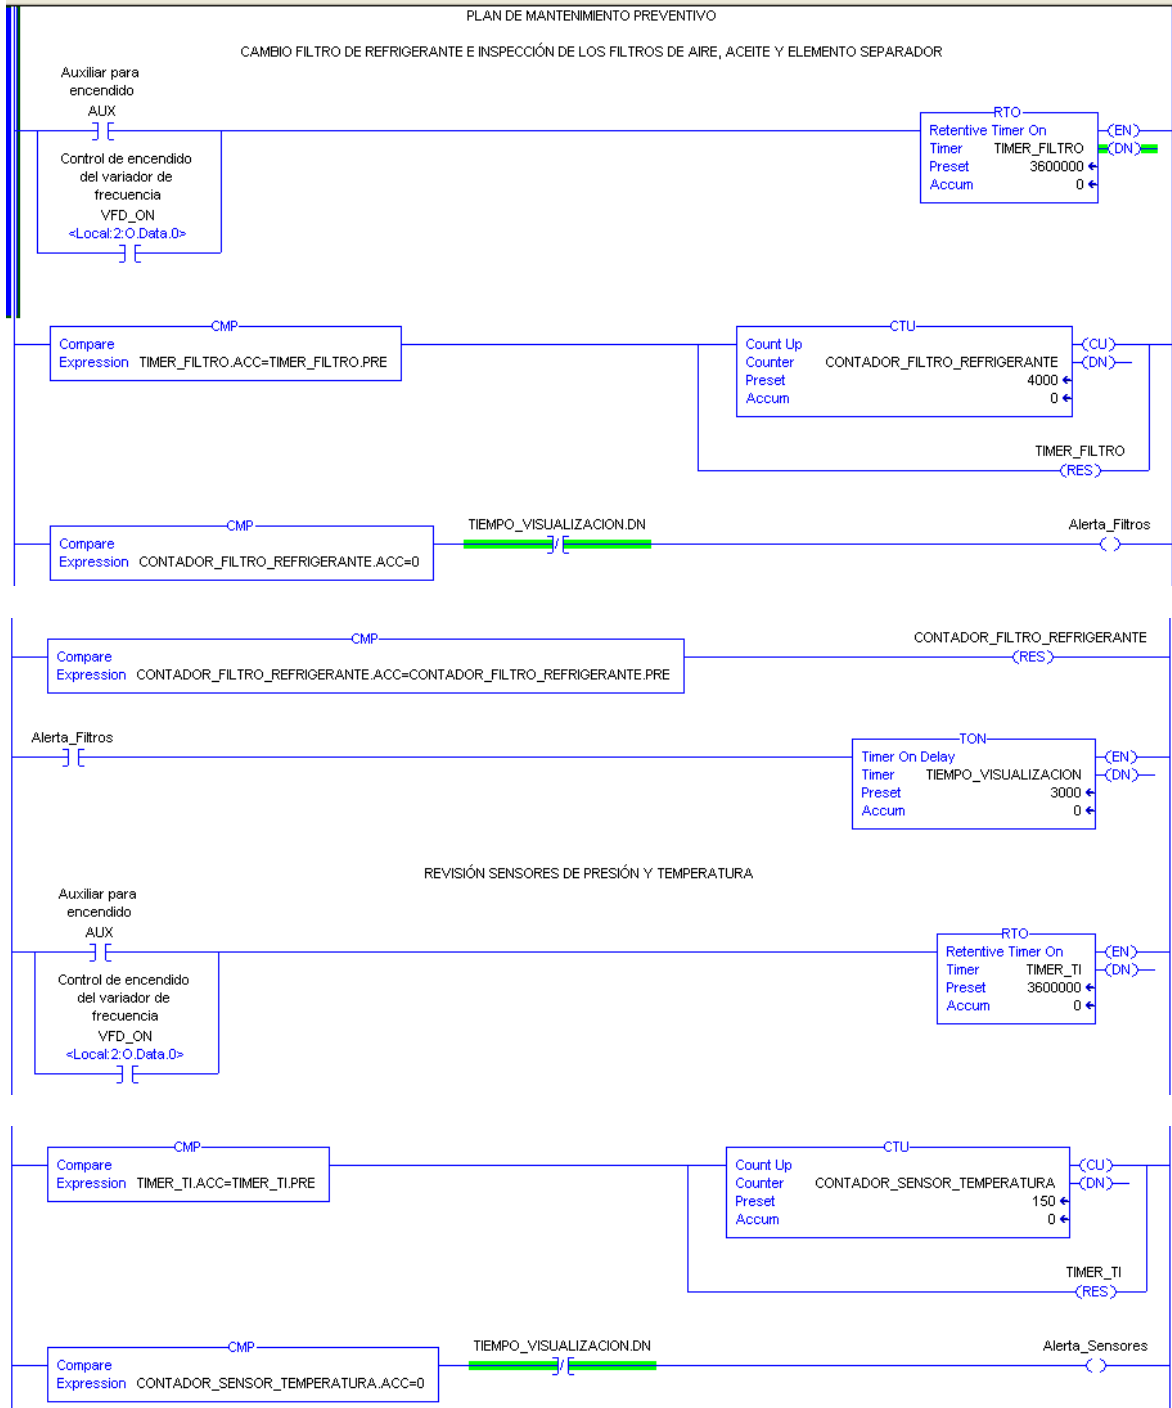 PLAN DE MANTENIMIENTO PREVENTIVO
CAMBIO FILTRO DE REFRIGERANTE E INSPECCIÓN DE LOS FILTROS DE AIRE, ACEITE Y ELEMENTO SEPARADOR
Auxiliar para
encendido
AUX
Control de encendido
del variador de
frecuencia
VFD_ON
<Local:2:O.Data.0>
RTO
Retentive Timer On
Timer TIMER_FILTRO
Preset 3600000
Accum 0
(EN)
(DN)
CMP
Compare
Expression TIMER_FILTRO.ACC=TIMER_FILTRO.PRE
CTU
Count Up
Counter CONTADOR_FILTRO_REFRIGERANTE
Preset 4000
Accum 0
(CU)
(DN)
TIMER_FILTRO
(RES)
CMP
Compare
Expression CONTADOR_FILTRO_REFRIGERANTE.ACC=0
TIEMPO_VISUALIZACION.DN
Alerta_Filtros
CMP
Compare
Expression CONTADOR_FILTRO_REFRIGERANTE.ACC=CONTADOR_FILTRO_REFRIGERANTE.PRE
CONTADOR_FILTRO_REFRIGERANTE
(RES)
Alerta_Filtros
TON
Timer On Delay
Timer TIEMPO_VISUALIZACION
Preset 3000
Accum 0
(EN)
(DN)
REVISIÓN SENSORES DE PRESIÓN Y TEMPERATURA
Auxiliar para
encendido
AUX
Control de encendido
del variador de
frecuencia
VFD_ON
<Local:2:O.Data.0>
RTO
Retentive Timer On
Timer TIMER_TI
Preset 3600000
Accum 0
(EN)
(DN)
CMP
Compare
Expression TIMER_TI.ACC=TIMER_TI.PRE
CTU
Count Up
Counter CONTADOR_SENSOR_TEMPERATURA
Preset 150
Accum 0
(CU)
(DN)
TIMER_TI
(RES)
CMP
Compare
Expression CONTADOR_SENSOR_TEMPERATURA.ACC=0
TIEMPO_VISUALIZACION.DN
Alerta_Sensores